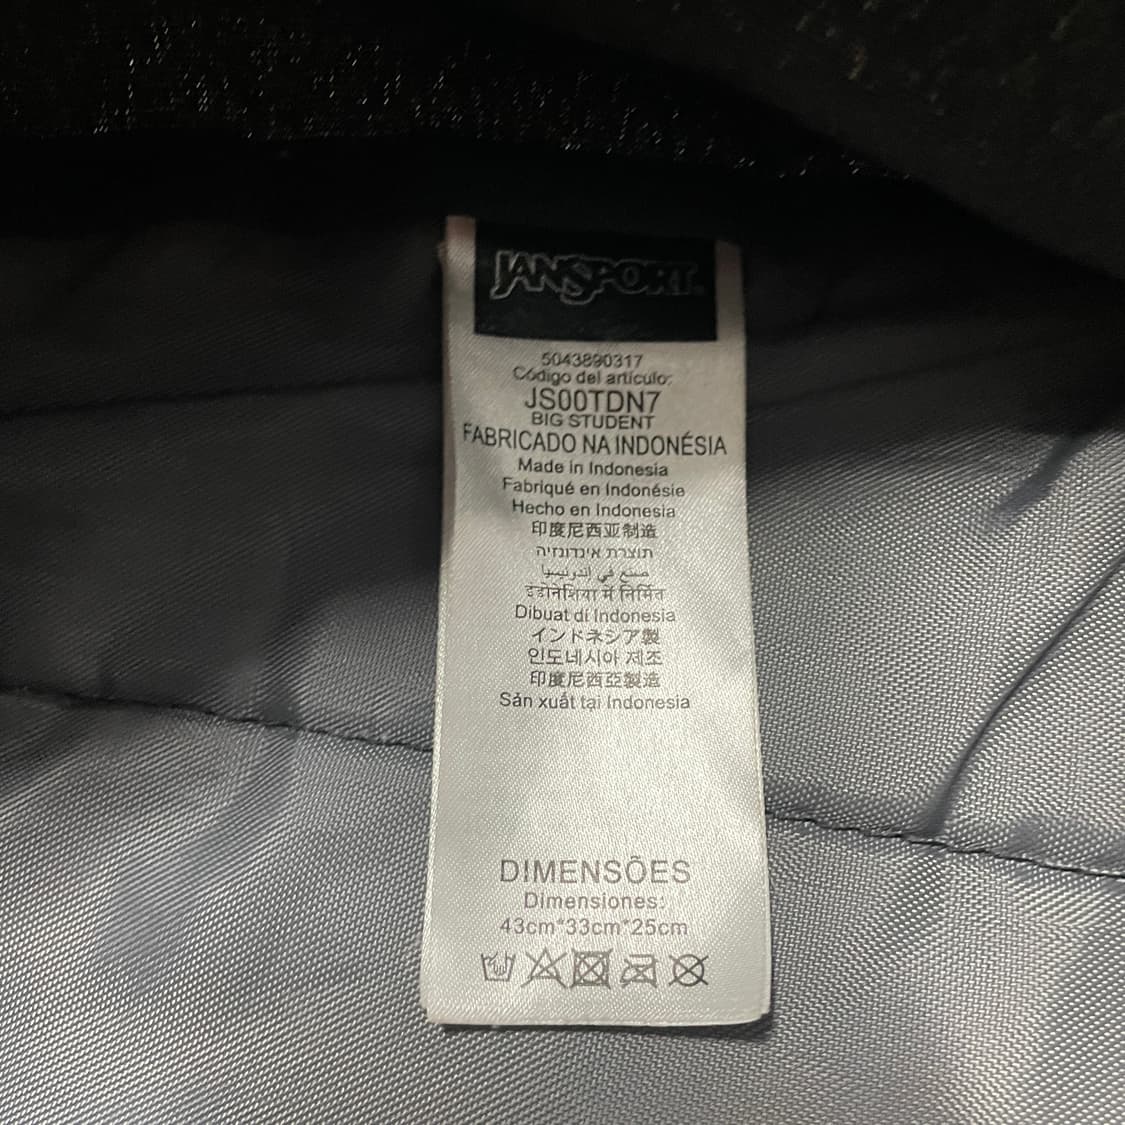 JANSPORT
5043890317
Código del artículo:
JS00TDN7
BIG STUDENT
FABRICADO NA INDONÉSIA
Made in Indonesia
Fabriqué en Indonésie
Hecho en Indonesia
印度尼西亚制造
תוצרת אינדונזיה
صنع في إندونيسيا
इंडोनेशिया में निर्मित
Dibuat di Indonesia
インドネシア製
인도네시아 제조
印度尼西亞製造
Sản xuất tại Indonesia
DIMENSÕES
Dimensiones:
43cm*33cm*25cm